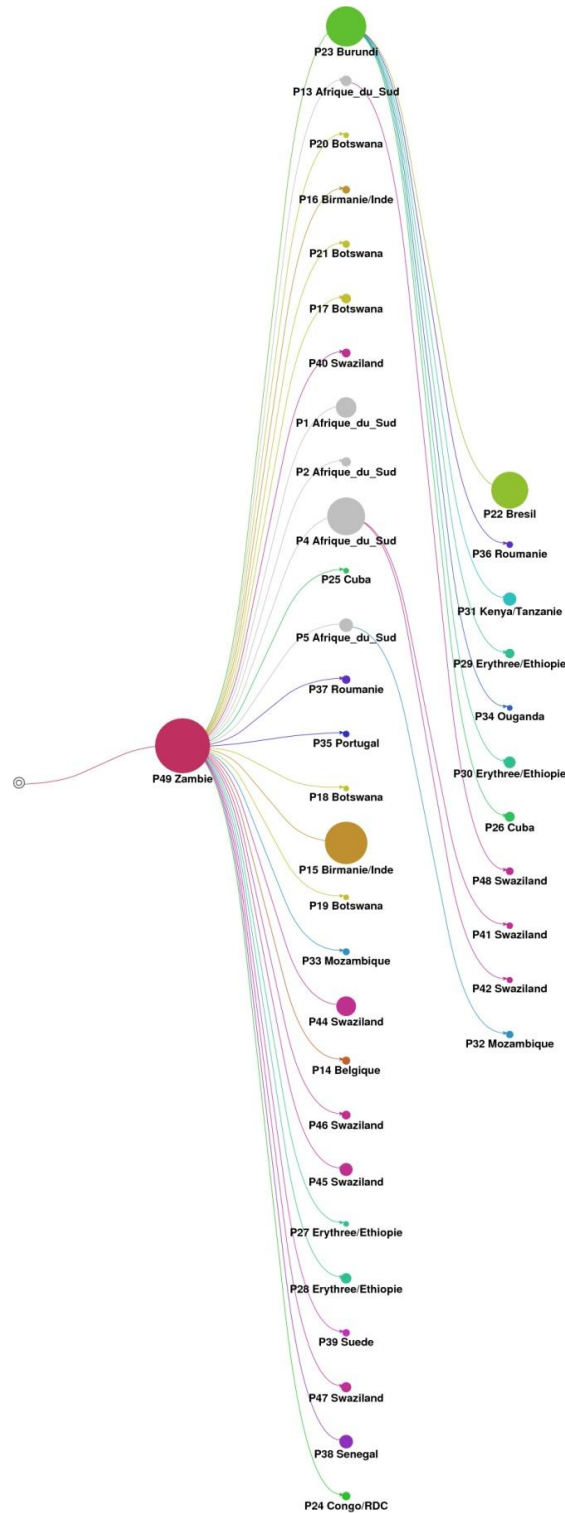 P23 Burundi
P13 Afrique_du_Sud
P20 Botswana
P16 Birmanie/Inde
P21 Botswana
P17 Botswana
P40 Swaziland
P1 Afrique_du_Sud
P2 Afrique_du_Sud
P4 Afrique_du_Sud
P25 Cuba
P5 Afrique_du_Sud
P37 Roumanie
P35 Portugal
P49 Zambie
P18 Botswana
P15 Birmanie/Inde
P19 Botswana
P33 Mozambique
P44 Swaziland
P14 Belgique
P46 Swaziland
P45 Swaziland
P27 Erythree/Ethiopie
P28 Erythree/Ethiopie
P39 Suede
P47 Swaziland
P38 Senegal
P24 Congo/RDC
P22 Bresil
P36 Roumanie
P31 Kenya/Tanzanie
P29 Erythree/Ethiopie
P34 Ouganda
P30 Erythree/Ethiopie
P26 Cuba
P48 Swaziland
P41 Swaziland
P42 Swaziland
P32 Mozambique